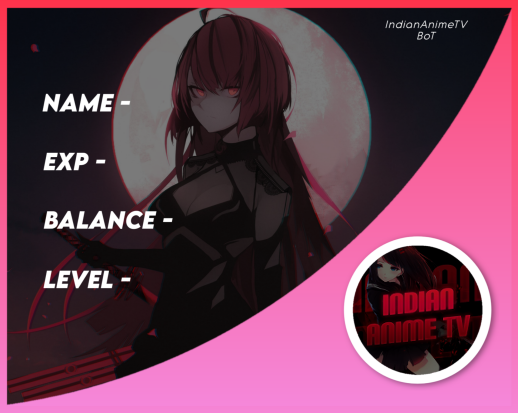 IndianAnimeTV
BoT
NAME -
EXP -
BALANCE -
LEVEL -
INDIAN
ANIME TV